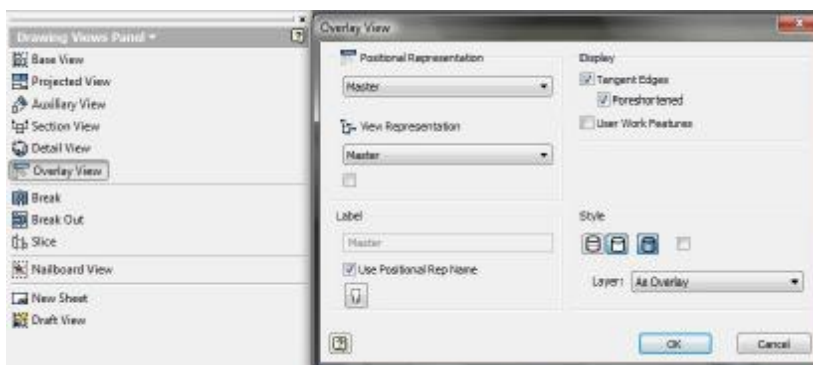 Drawing Views Panel
Base View
Projected View
Auxiliary View
Section View
Detail View
Overlay View
Break
Break Out
Slice
Nailboard View
New Sheet
Draft View
Overlay View
Positional Representation
Master
View Representation
Master
Label
Master
Use Positional Rep Name
Display
Tangent Edges
Foreshortened
User Work Features
Style
Layer: As Overlay
OK
Cancel